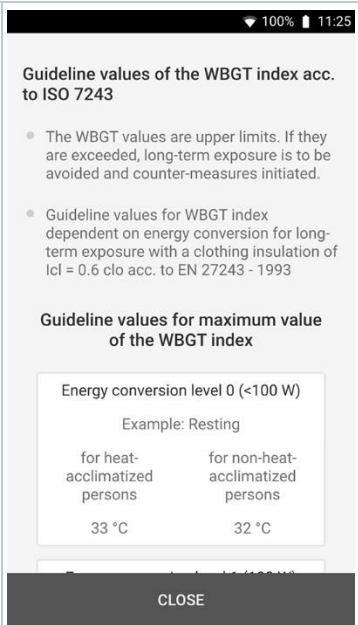 100% 11:25
Guideline values of the WBGT index acc.
to ISO 7243
The WBGT values are upper limits. If they
are exceeded, long-term exposure is to be
avoided and counter-measures initiated.
Guideline values for WBGT index
dependent on energy conversion for long-
term exposure with a clothing insulation of
Icl = 0.6 clo acc. to EN 27243 - 1993
Guideline values for maximum value
of the WBGT index
Energy conversion level 0 (<100 W)
Example: Resting
for heat-
acclimatized
persons
for non-heat-
acclimatized
persons
33 °C
32 °C
CLOSE